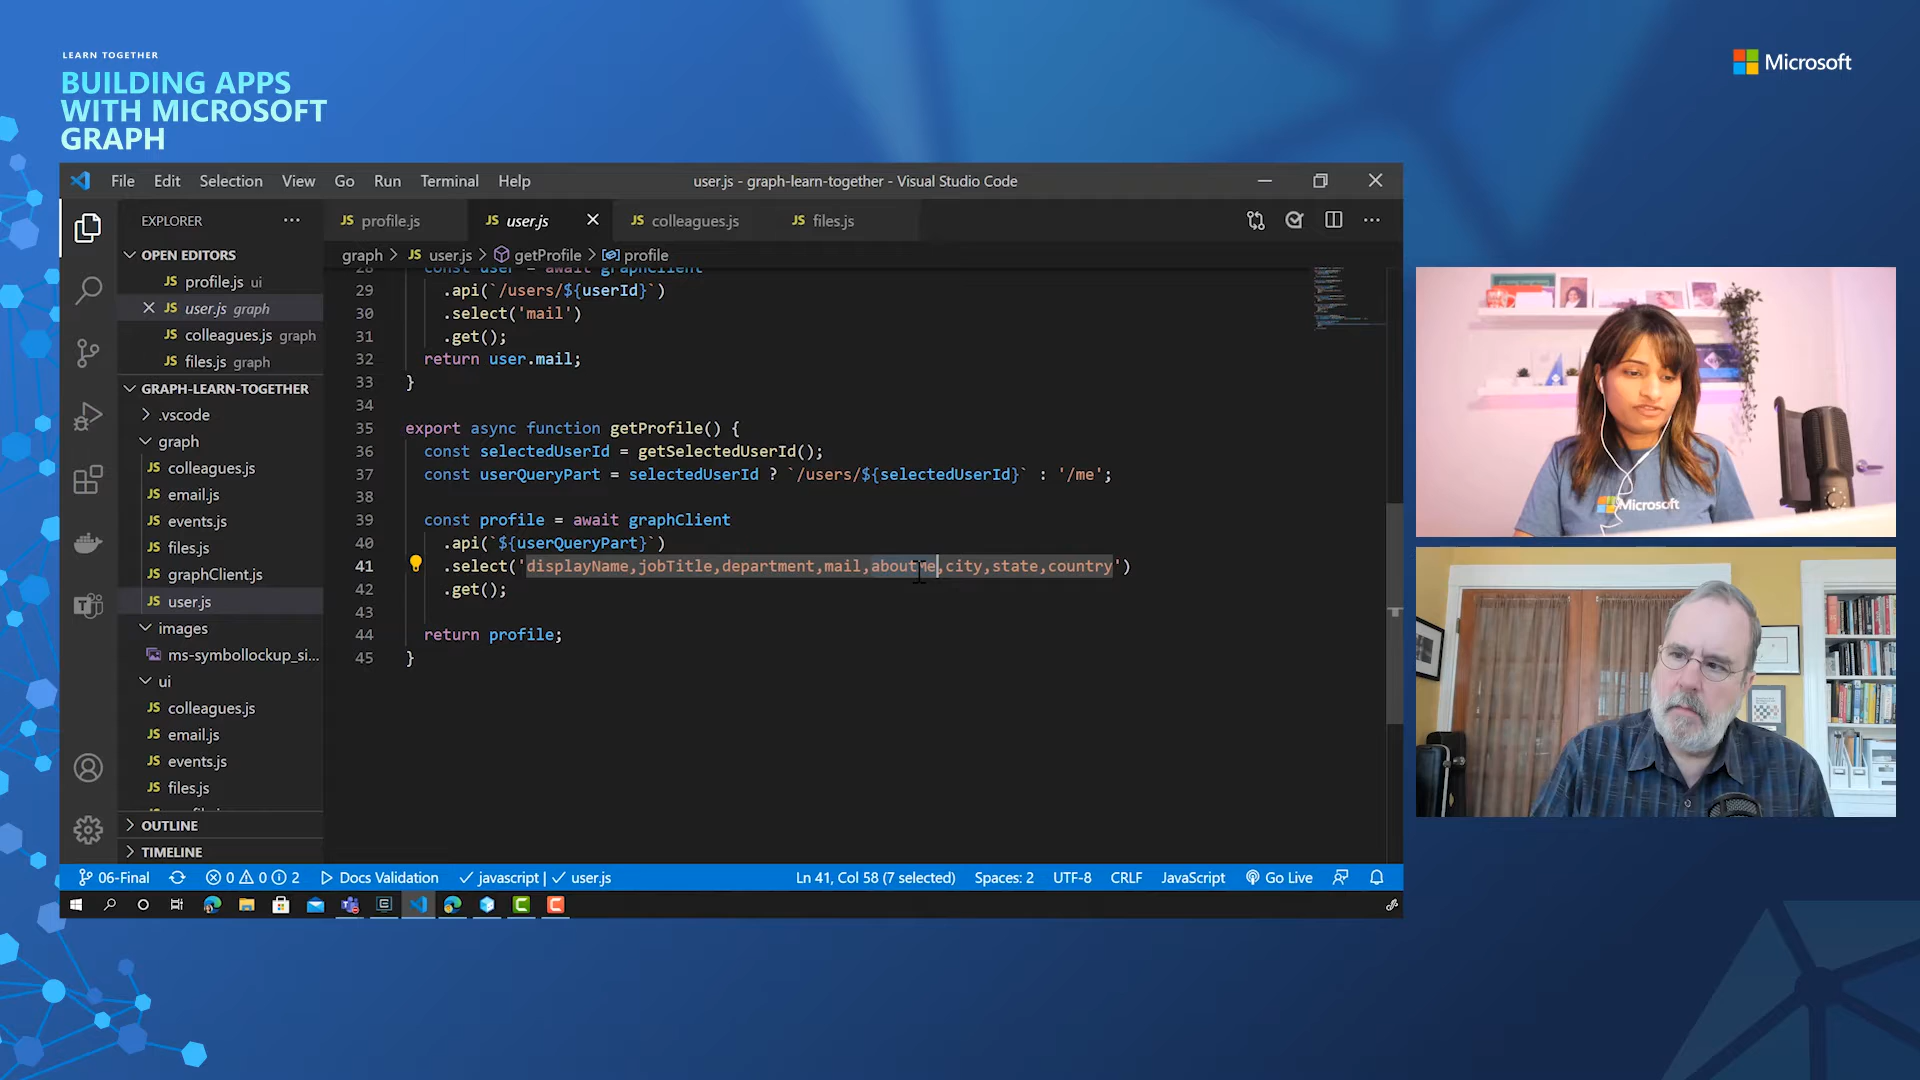 LEARN TOGETHER
BUILDING APPS
WITH MICROSOFT
GRAPH
Microsoft
File Edit Selection View Go Run Terminal Help
user.js - graph-learn-together - Visual Studio Code
EXPLORER
JS profile.js
JS user.js
JS colleagues.js
JS files.js
OPEN EDITORS
JS profile.js ui
JS user.js graph
JS colleagues.js graph
JS files.js graph
GRAPH-LEARN-TOGETHER
.vscode
graph
JS colleagues.js
JS email.js
JS events.js
JS files.js
JS graphClient.js
JS user.js
images
ms-symbollockup_si...
ui
JS colleagues.js
JS email.js
JS events.js
JS files.js
OUTLINE
TIMELINE
graph > JS user.js > getProfile > profile
28 const user = await graphClient
29 .api(`/users/${userId}`)
30 .select('mail')
31 .get();
32 return user.mail;
33 }
34
35 export async function getProfile() {
36 const selectedUserId = getSelectedUserId();
37 const userQueryPart = selectedUserId ? `/users/${selectedUserId}` : '/me';
38
39 const profile = await graphClient
40 .api(`${userQueryPart}`)
41 .select('displayName,jobTitle,department,mail,aboutMe,city,state,country')
42 .get();
43
44 return profile;
45 }
06-Final 0 0 2 Docs Validation javascript | user.js Ln 41, Col 58 (7 selected) Spaces: 2 UTF-8 CRLF JavaScript Go Live
Microsoft